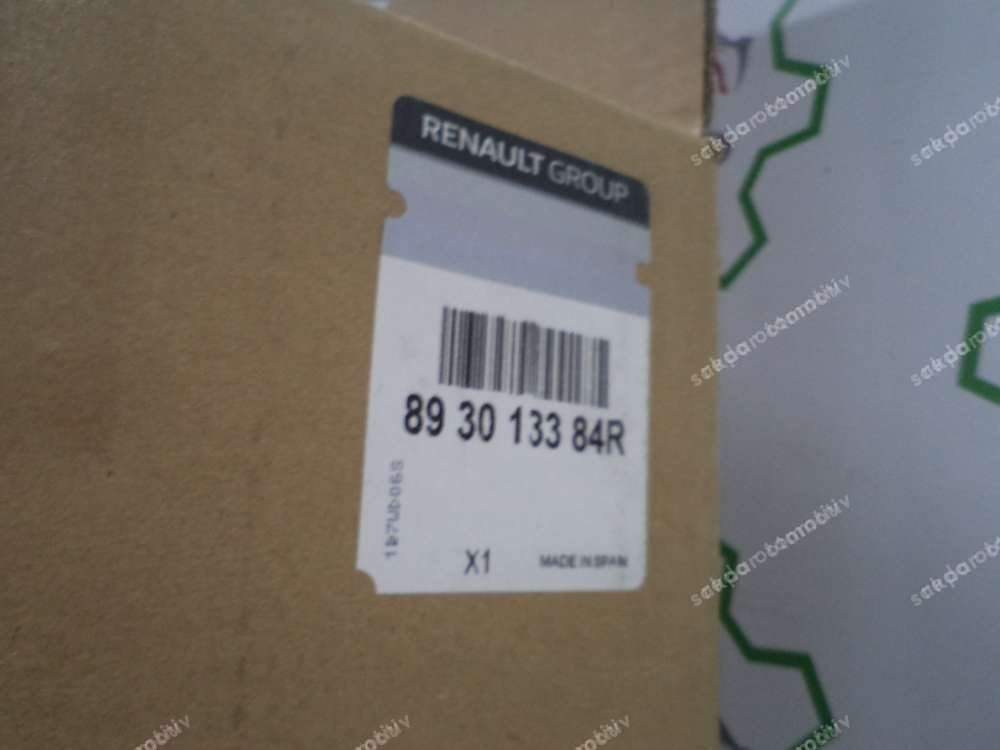 RENAULT GROUP
89 30 133 84R
X1
MADE IN SPAIN